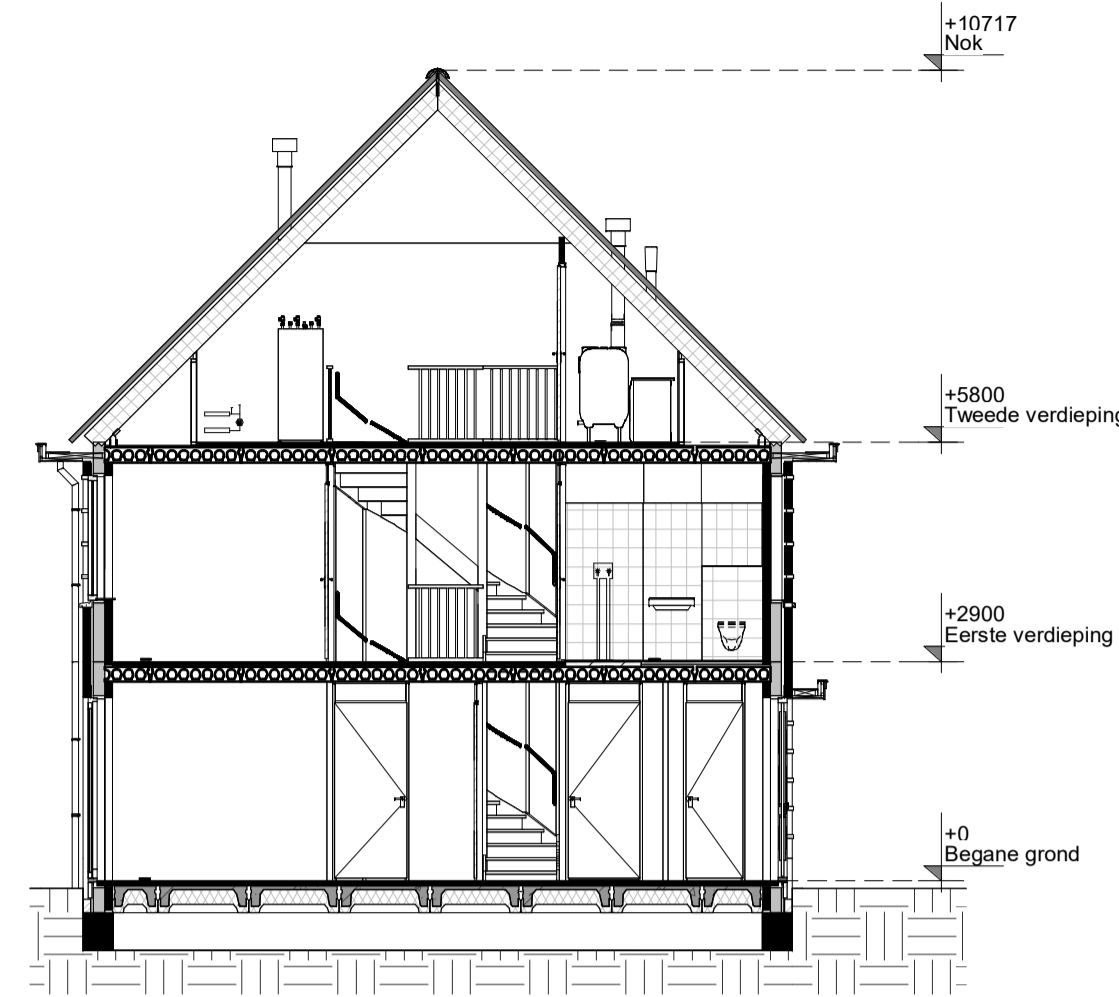 +10717
Nok
+5800
Tweede verdieping
+2900
Eerste verdieping
+0
Begane grond